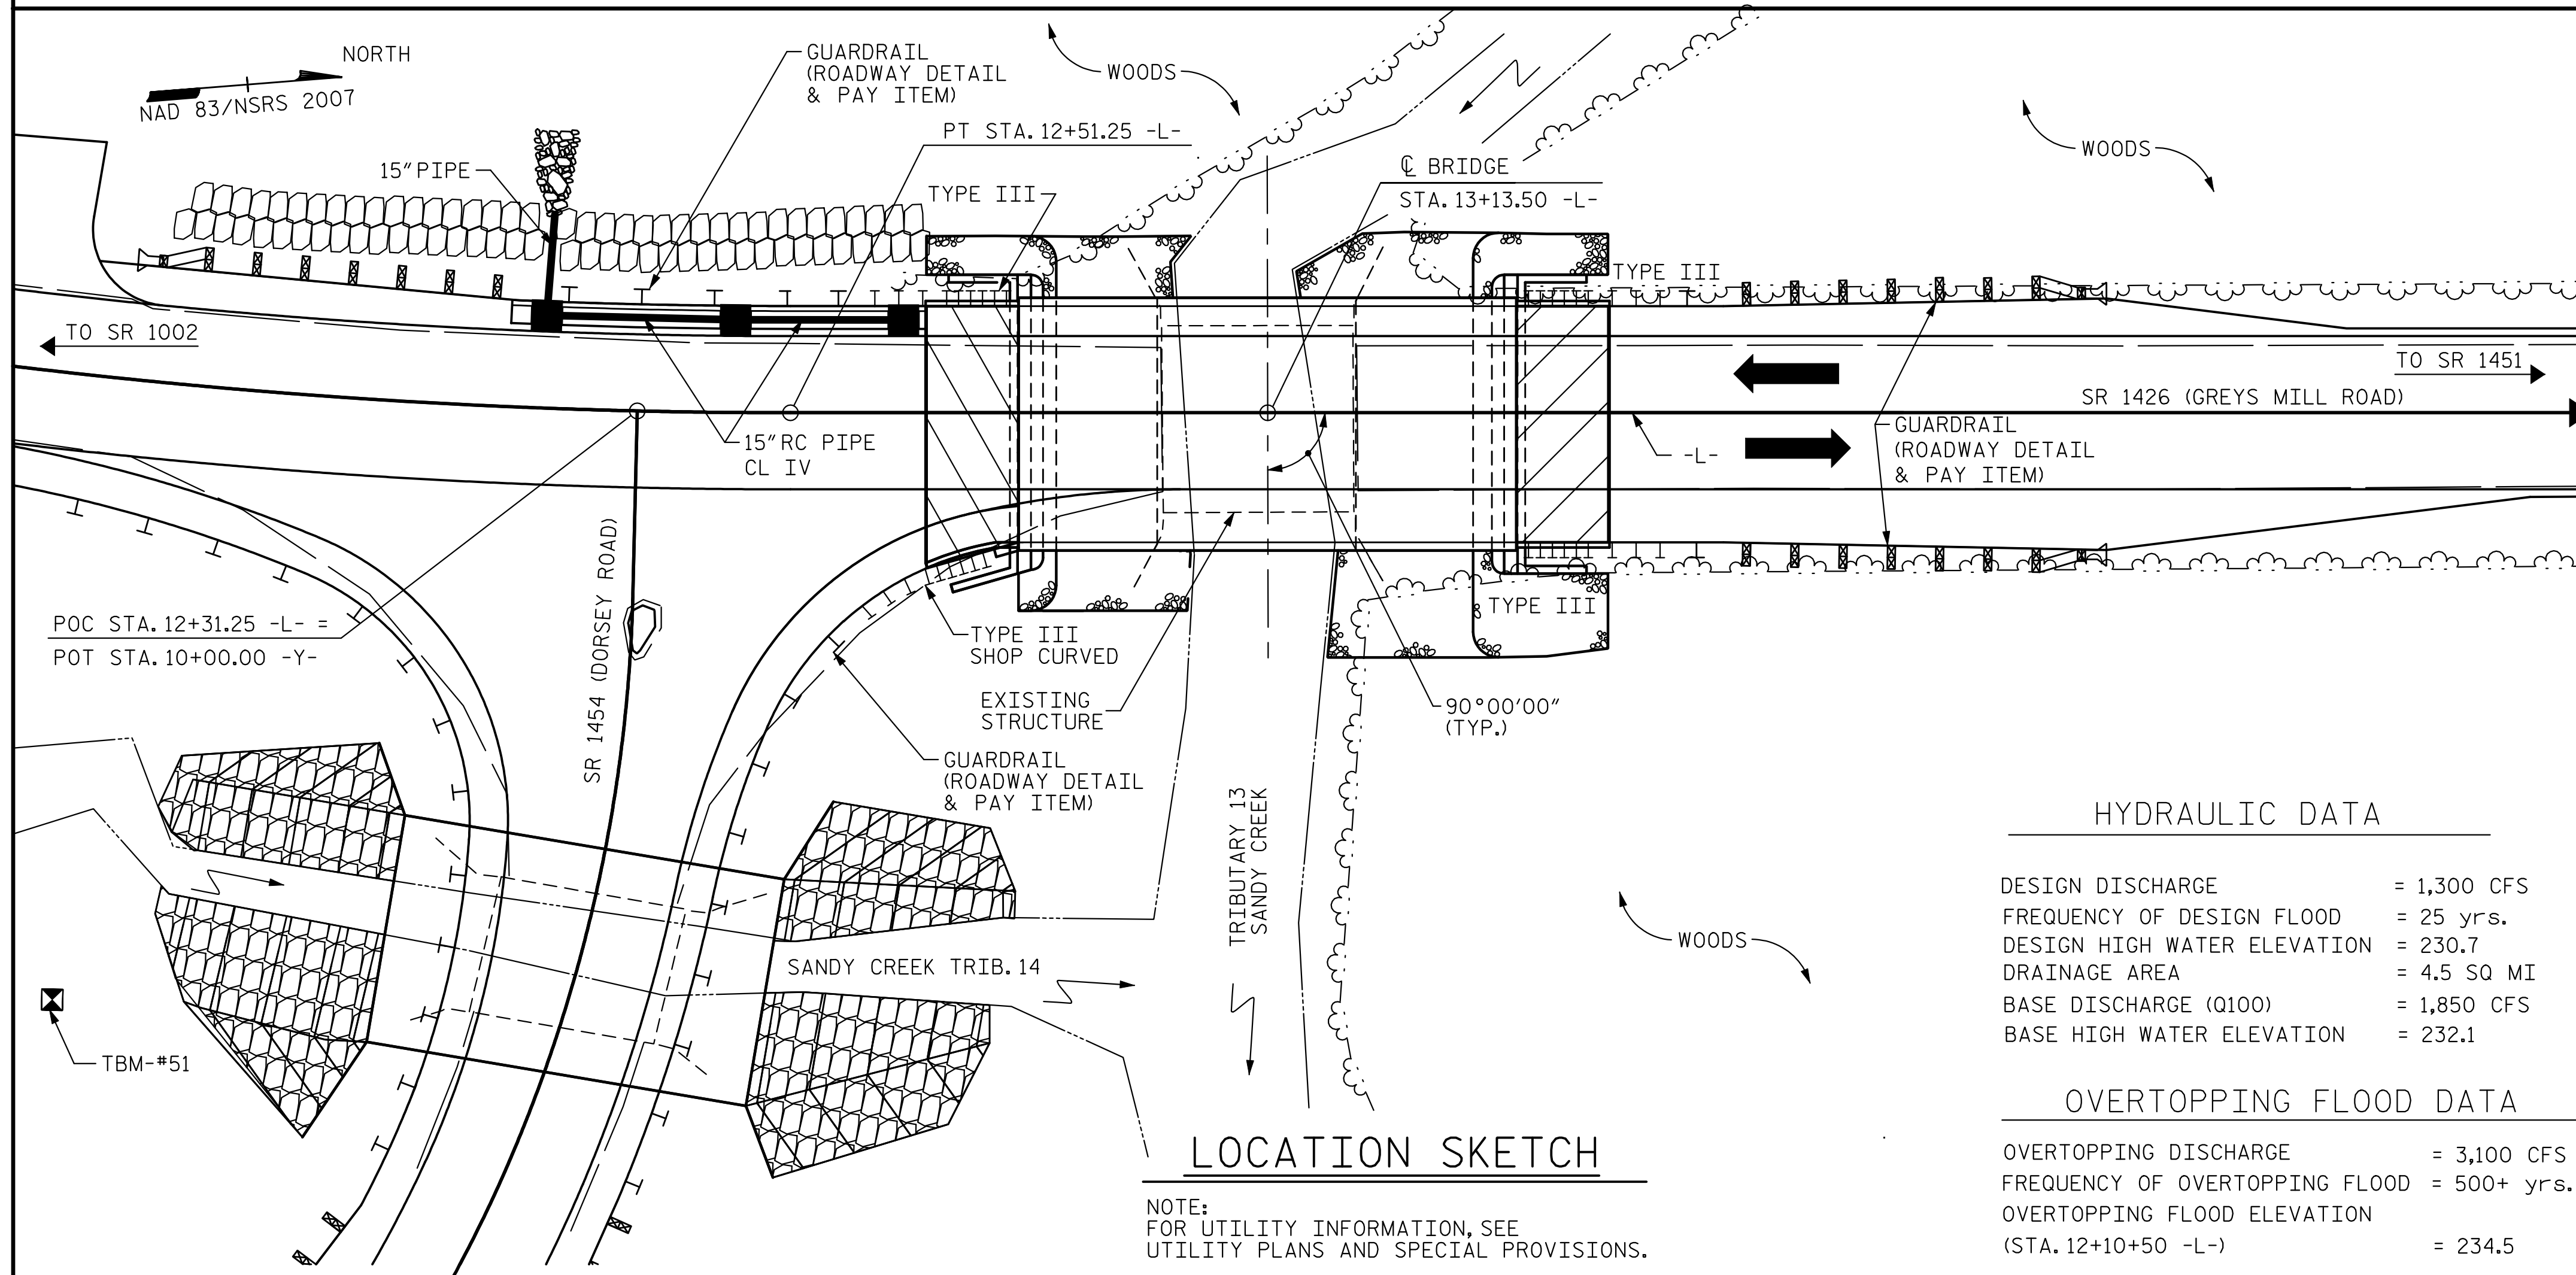 NORTH
NAD 83/NSRS 2007
GUARDRAIL
(ROADWAY DETAIL
& PAY ITEM)
WOODS
WOODS
15" PIPE
PT STA. 12+51.25 -L-
TYPE III
℄ BRIDGE
STA. 13+13.50 -L-
TYPE III
TO SR 1002
TO SR 1451
SR 1426 (GREYS MILL ROAD)
15" RC PIPE
CL IV
-L-
GUARDRAIL
(ROADWAY DETAIL
& PAY ITEM)
SR 1454 (DORSEY ROAD)
POC STA. 12+31.25 -L- =
POT STA. 10+00.00 -Y-
TYPE III
SHOP CURVED
TYPE III
EXISTING
STRUCTURE
90°00'00"
(TYP.)
GUARDRAIL
(ROADWAY DETAIL
& PAY ITEM)
TRIBUTARY 13
SANDY CREEK
WOODS
SANDY CREEK TRIB. 14
TBM-#51
HYDRAULIC DATA
DESIGN DISCHARGE = 1,300 CFS
FREQUENCY OF DESIGN FLOOD = 25 yrs.
DESIGN HIGH WATER ELEVATION = 230.7
DRAINAGE AREA = 4.5 SQ MI
BASE DISCHARGE (Q100) = 1,850 CFS
BASE HIGH WATER ELEVATION = 232.1
OVERTOPPING FLOOD DATA
OVERTOPPING DISCHARGE = 3,100 CFS
FREQUENCY OF OVERTOPPING FLOOD = 500+ yrs.
OVERTOPPING FLOOD ELEVATION
(STA. 12+10+50 -L-) = 234.5
LOCATION SKETCH
NOTE:
FOR UTILITY INFORMATION, SEE
UTILITY PLANS AND SPECIAL PROVISIONS.